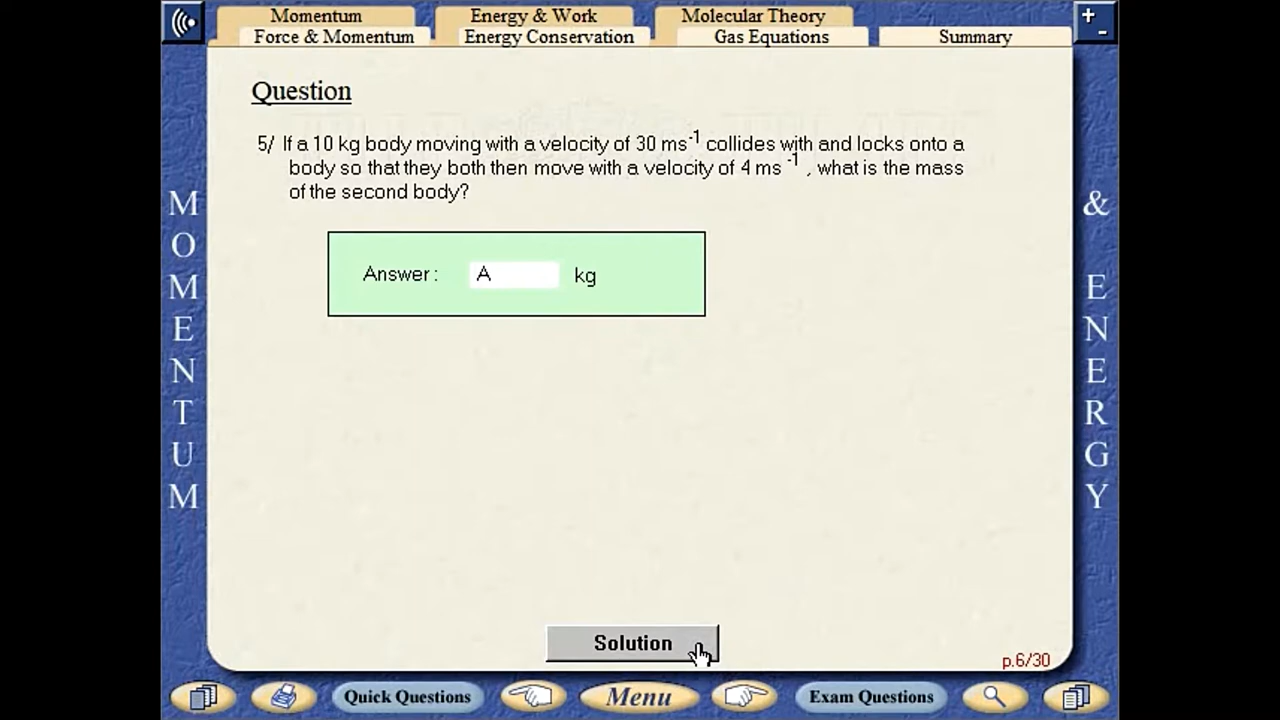 Momentum
Force & Momentum
Energy & Work
Energy Conservation
Molecular Theory
Gas Equations
Summary
+
-
Question
5/ If a 10 kg body moving with a velocity of 30 ms-1 collides with and locks onto a
body so that they both then move with a velocity of 4 ms -1 , what is the mass
of the second body?
Answer : A kg
MOMENTUM
& ENERGY
Solution
p.6/30
Quick Questions
Menu
Exam Questions